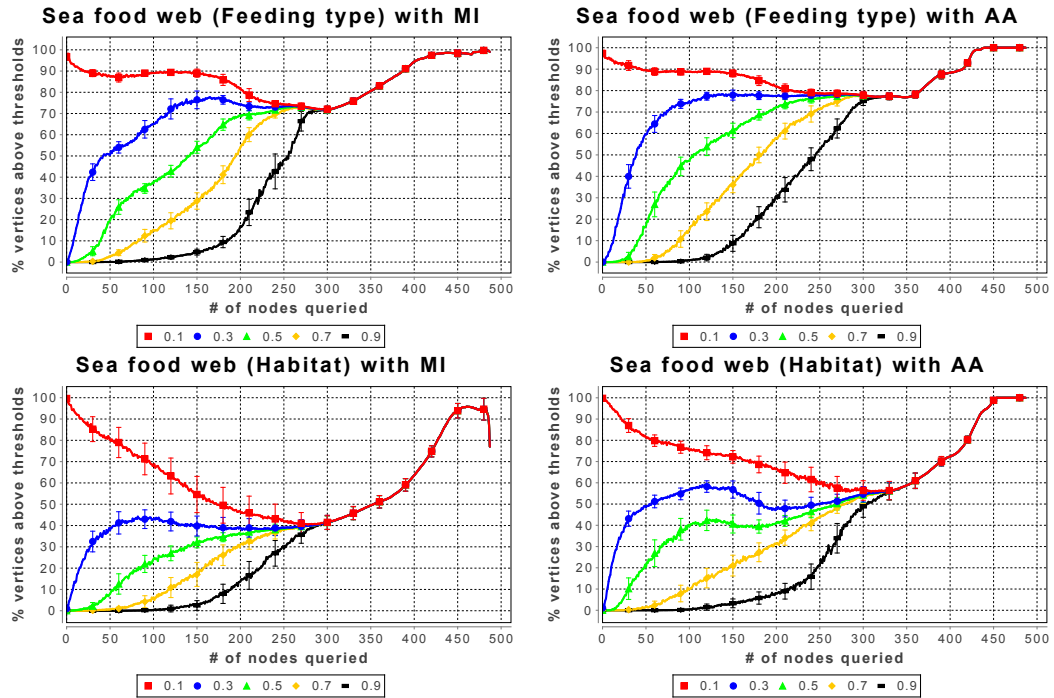 Sea food web (Feeding type) with MI
% vertices above thresholds
100
90
80
70
60
50
40
30
20
10
0
0 50 100 150 200 250 300 350 400 450 500
# of nodes queried
0.1 0.3 0.5 0.7 0.9
Sea food web (Feeding type) with AA
% vertices above thresholds
100
90
80
70
60
50
40
30
20
10
0
0 50 100 150 200 250 300 350 400 450 500
# of nodes queried
0.1 0.3 0.5 0.7 0.9
Sea food web (Habitat) with MI
% vertices above thresholds
100
90
80
70
60
50
40
30
20
10
0
0 50 100 150 200 250 300 350 400 450 500
# of nodes queried
0.1 0.3 0.5 0.7 0.9
Sea food web (Habitat) with AA
% vertices above thresholds
100
90
80
70
60
50
40
30
20
10
0
0 50 100 150 200 250 300 350 400 450 500
# of nodes queried
0.1 0.3 0.5 0.7 0.9